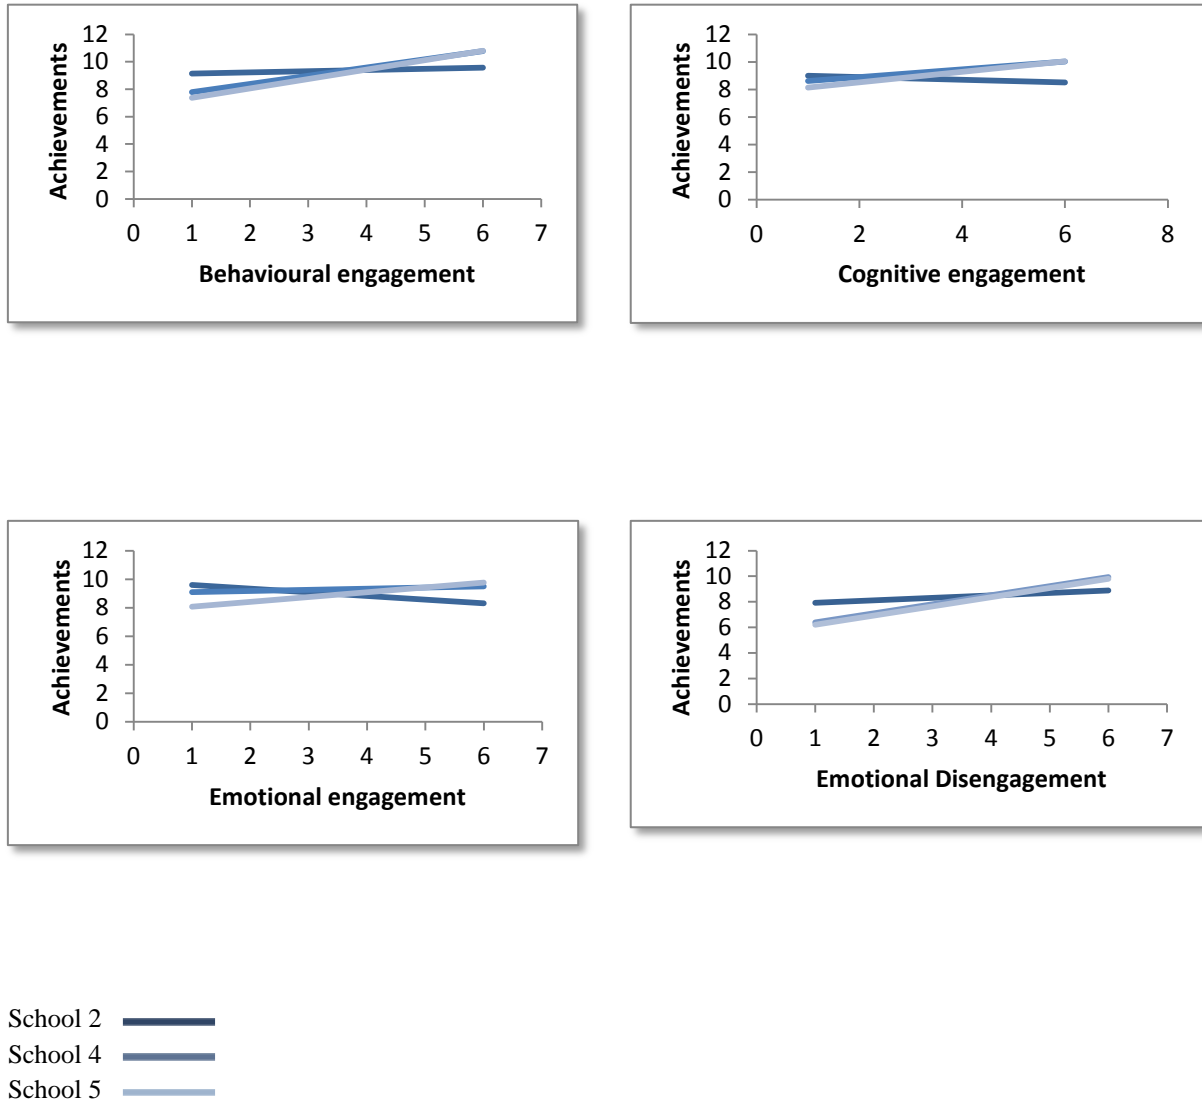 12
10
8
6
4
2
0
Achievements
0 1 2 3 4 5 6 7
Behavioural engagement
12
10
8
6
4
2
0
Achievements
0 2 4 6 8
Cognitive engagement
12
10
8
6
4
2
0
Achievements
0 1 2 3 4 5 6 7
Emotional engagement
12
10
8
6
4
2
0
Achievements
0 1 2 3 4 5 6 7
Emotional Disengagement
School 2
School 4
School 5